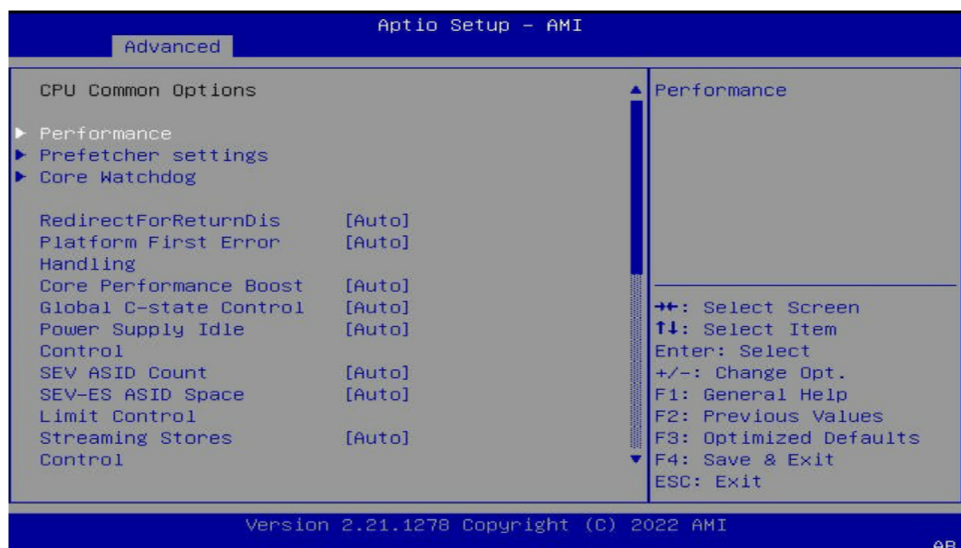 Aptio Setup - AMI
Advanced
CPU Common Options
Performance
Prefetcher settings
Core Watchdog
RedirectForReturnDis [Auto]
Platform First Error [Auto]
Handling
Core Performance Boost [Auto]
Global C-state Control [Auto]
Power Supply Idle [Auto]
Control
SEV ASID Count [Auto]
SEV-ES ASID Space [Auto]
Limit Control
Streaming Stores [Auto]
Control
Performance
→←: Select Screen
↑↓: Select Item
Enter: Select
+/-: Change Opt.
F1: General Help
F2: Previous Values
F3: Optimized Defaults
F4: Save & Exit
ESC: Exit
Version 2.21.1278 Copyright (C) 2022 AMI
AB